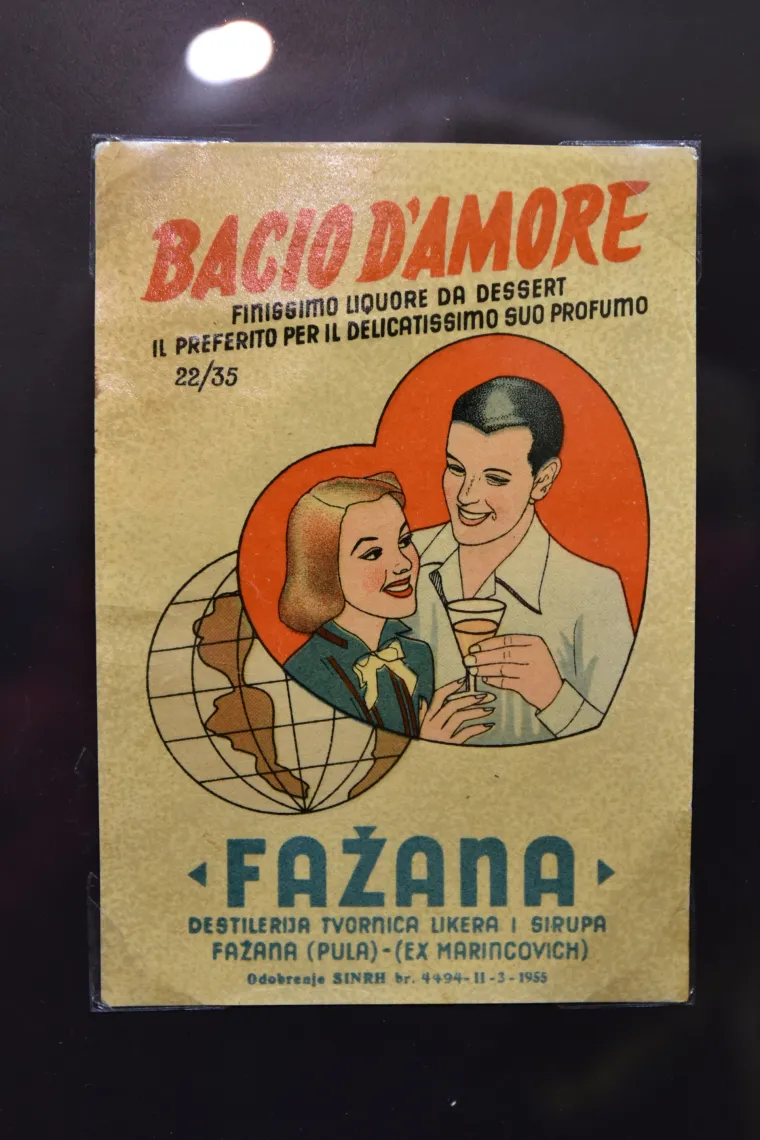 BACIO D'AMORE
FINISSIMO LIQUORE DA DESSERT
IL PREFERITO PER IL DELICATISSIMO SUO PROFUMO
22/35
FAŽANA
DESTILERIJA TVORNICA LIKERA I SIRUPA
FAŽANA (PULA)-(EX MARINCOVICH)
Odobrenje SINRH br. 4494-11-3-1955